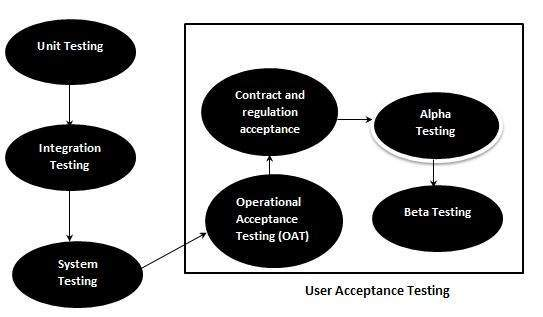 Unit Testing
Integration
Testing
System
Testing
Operational
Acceptance
Testing (OAT)
Contract and
regulation
acceptance
Alpha
Testing
Beta Testing
User Acceptance Testing